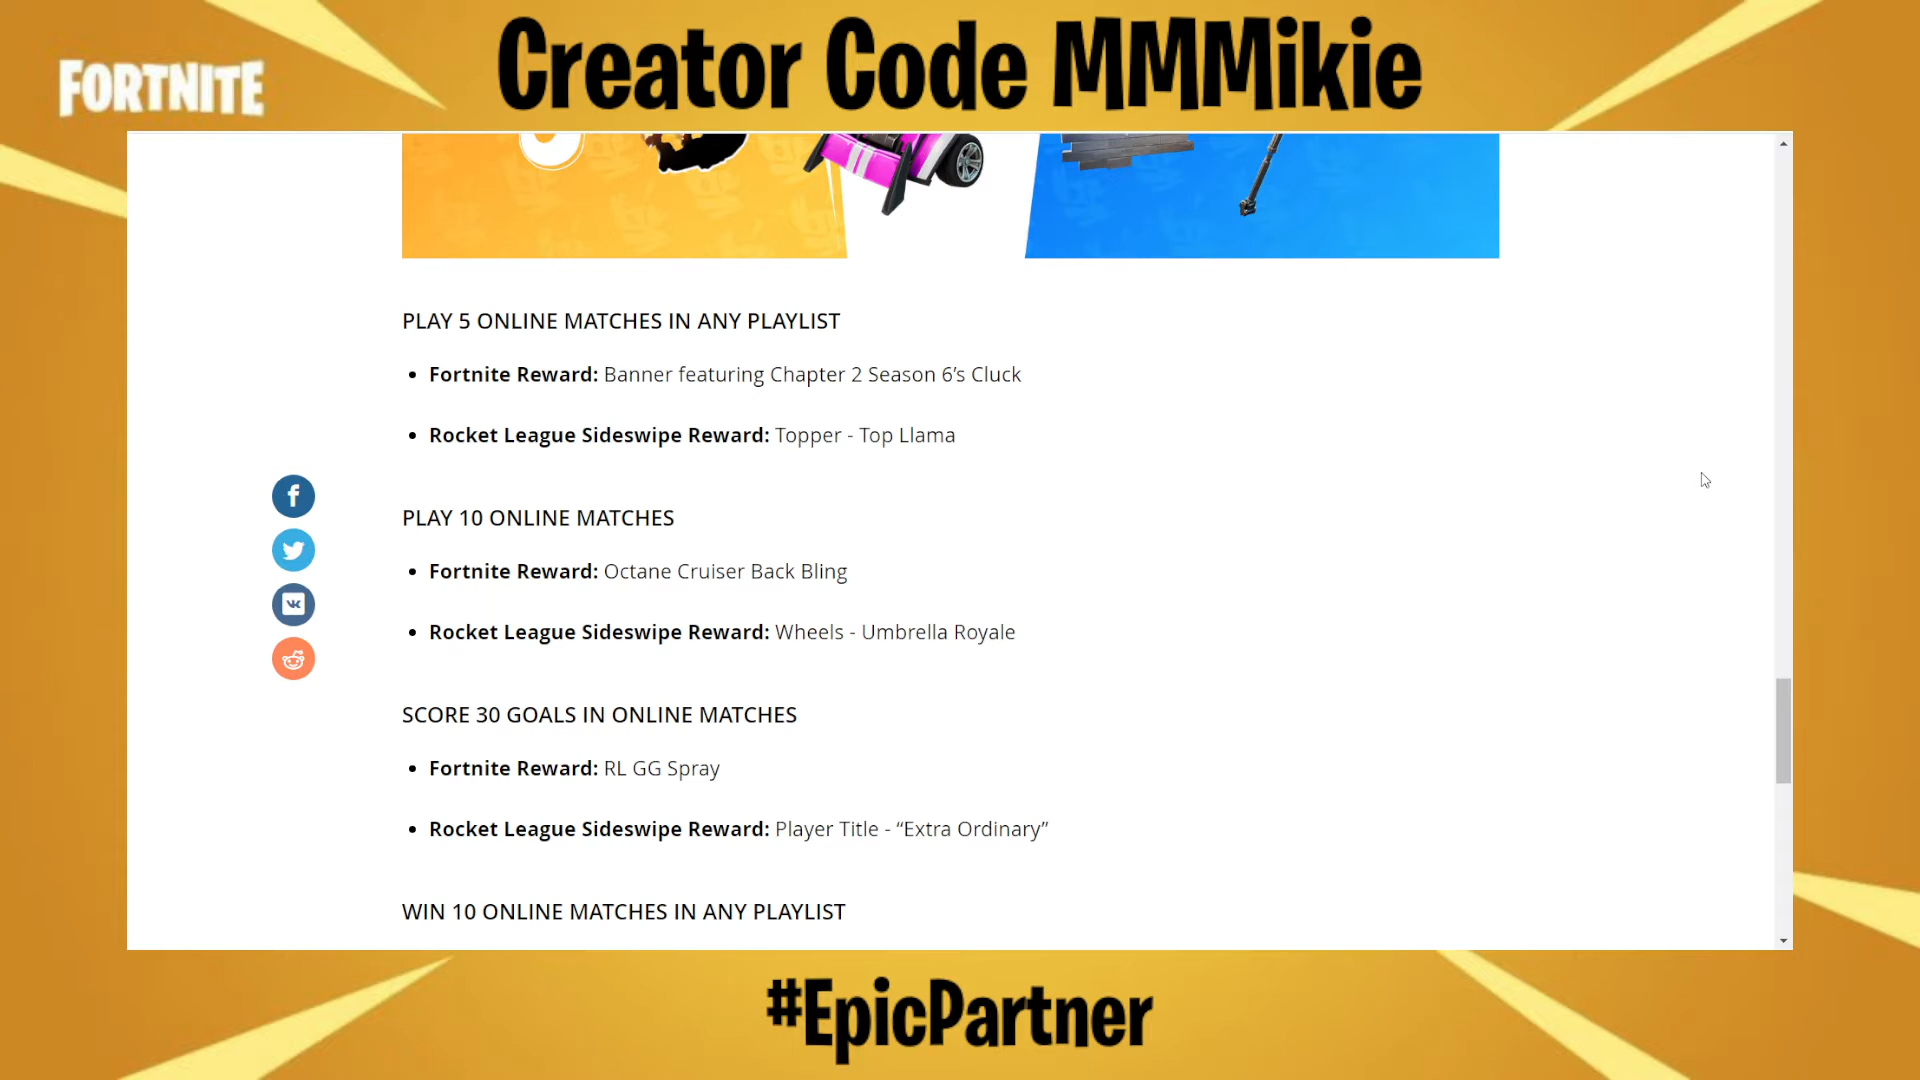 Creator Code MMMikie
FORTNITE
PLAY 5 ONLINE MATCHES IN ANY PLAYLIST
• Fortnite Reward: Banner featuring Chapter 2 Season 6’s Cluck
• Rocket League Sideswipe Reward: Topper - Top Llama
PLAY 10 ONLINE MATCHES
• Fortnite Reward: Octane Cruiser Back Bling
• Rocket League Sideswipe Reward: Wheels - Umbrella Royale
SCORE 30 GOALS IN ONLINE MATCHES
• Fortnite Reward: RL GG Spray
• Rocket League Sideswipe Reward: Player Title - “Extra Ordinary”
WIN 10 ONLINE MATCHES IN ANY PLAYLIST
#EpicPartner